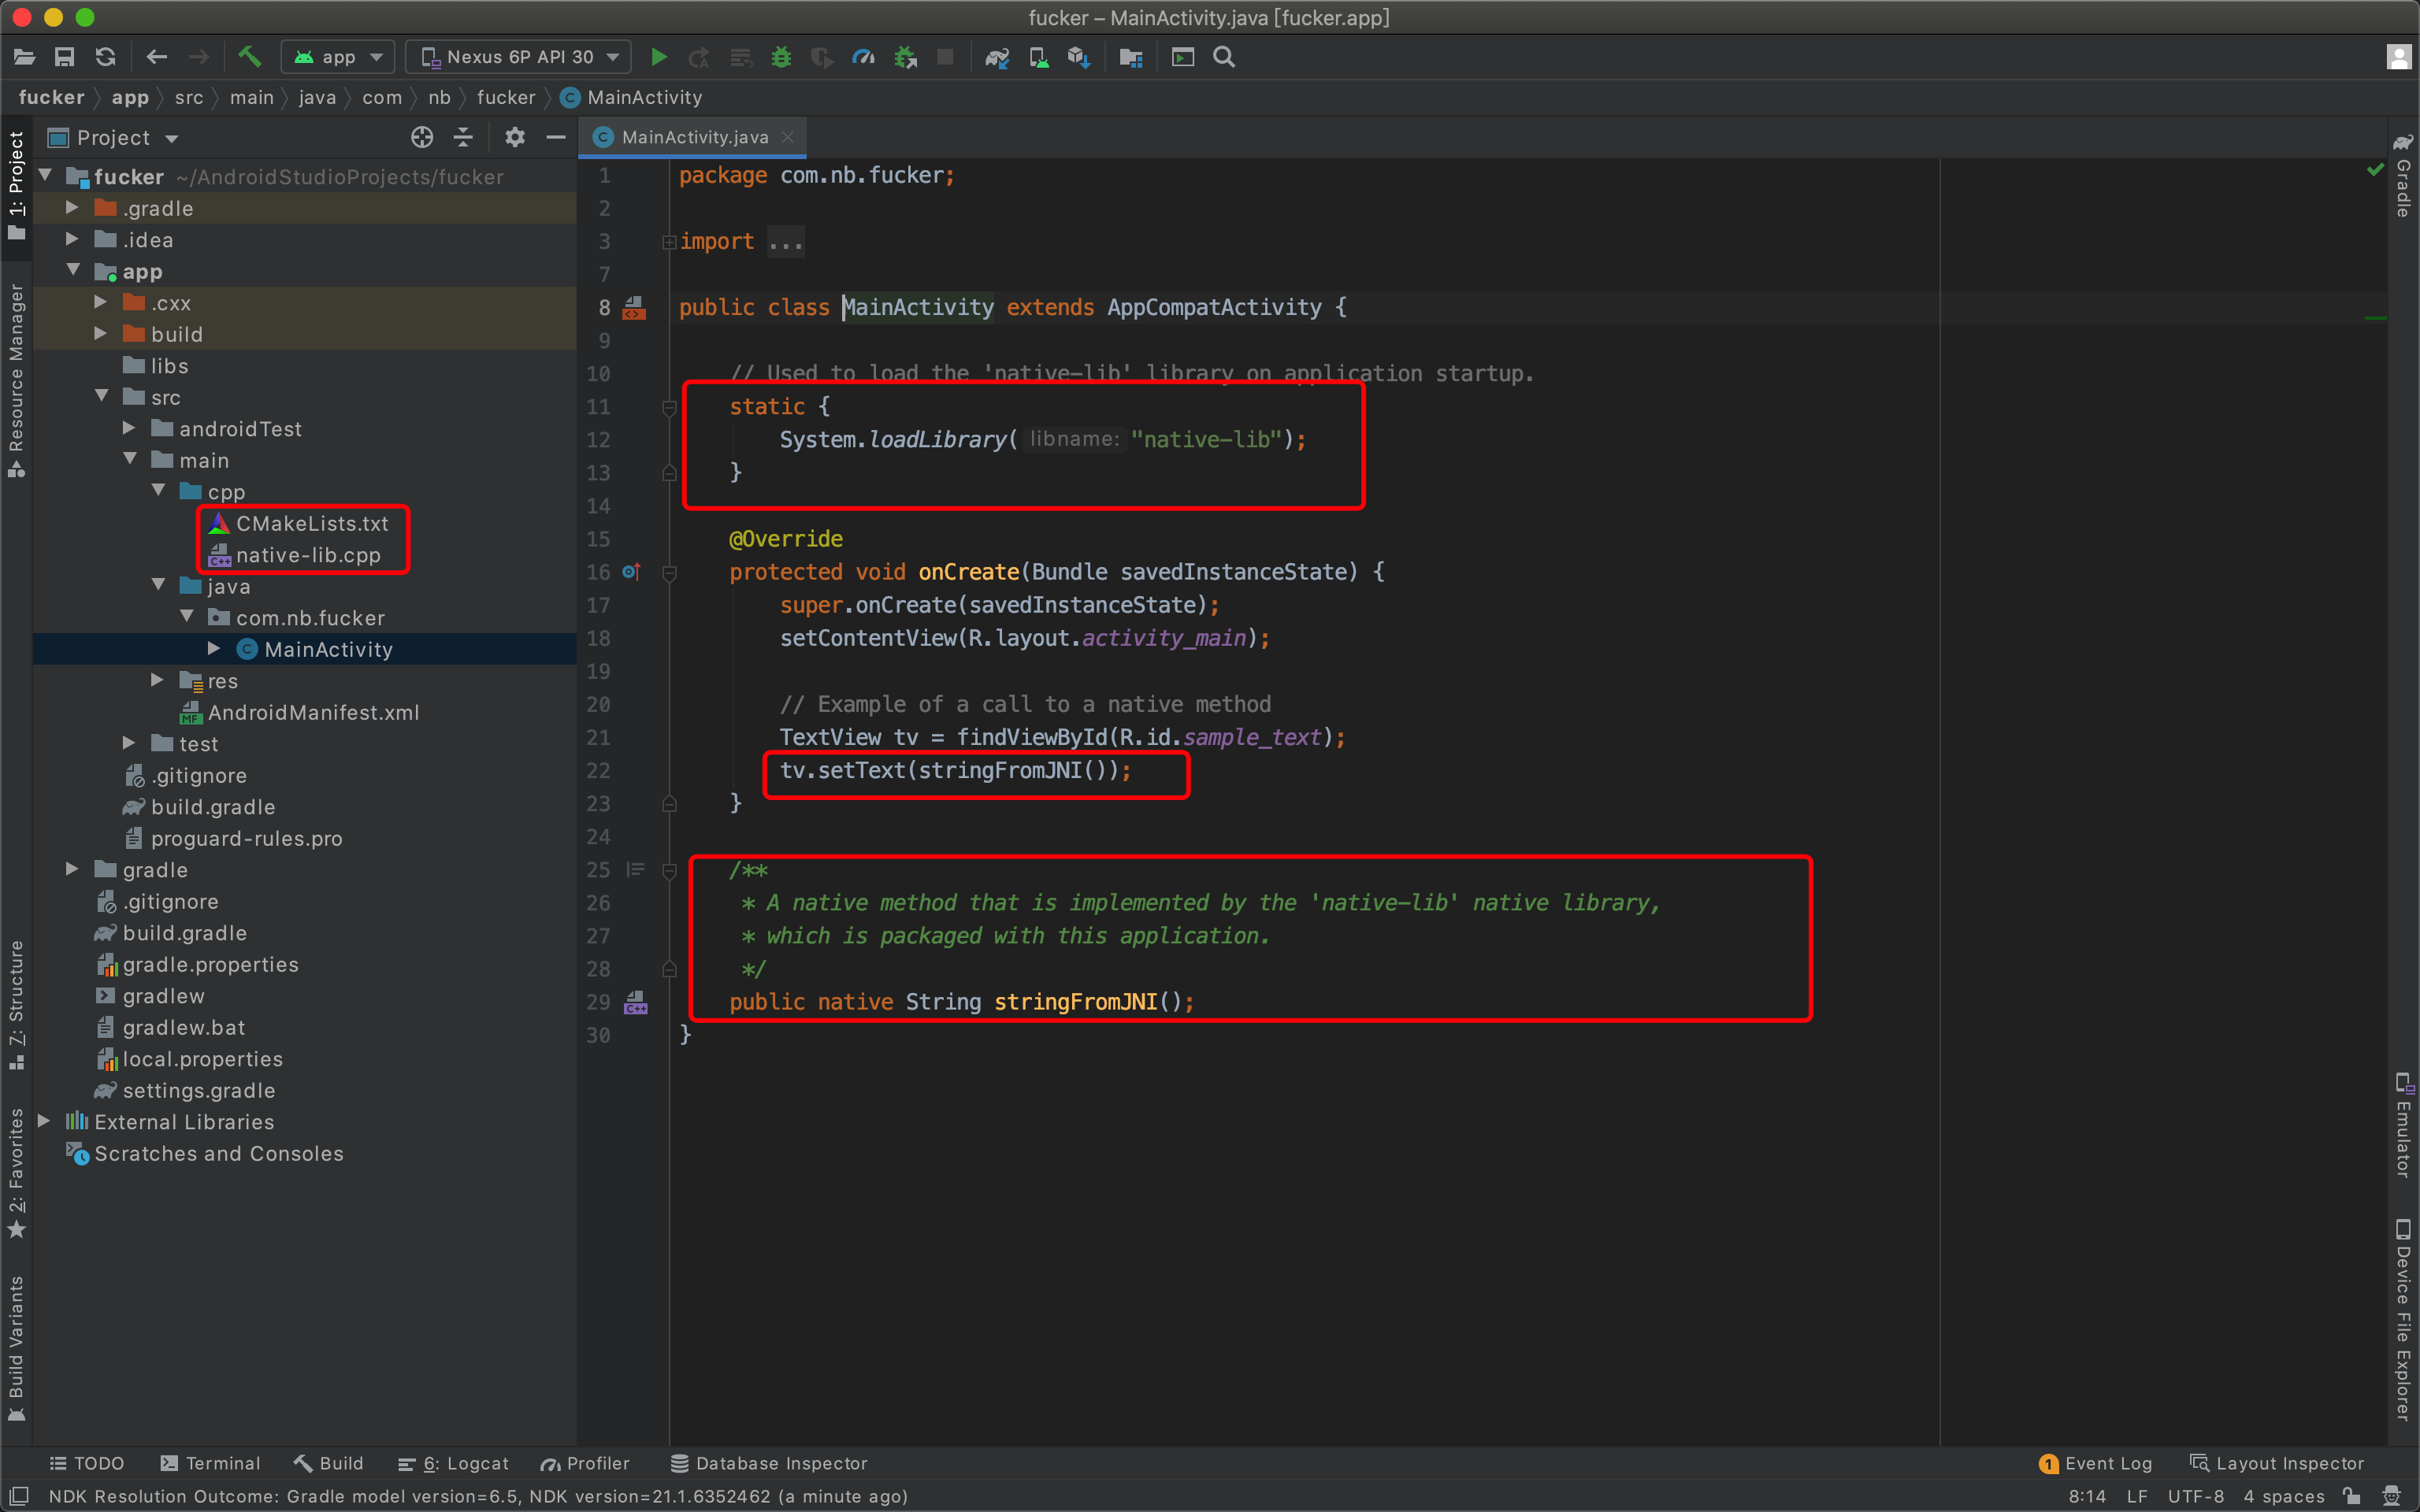 fucker – MainActivity.java [fucker.app]
app
Nexus 6P API 30
fucker
app
src
main
java
com
nb
fucker
MainActivity
1: Project
Resource Manager
7: Structure
2: Favorites
Build Variants
Project
fucker ~/AndroidStudioProjects/fucker
.gradle
.idea
app
.cxx
build
libs
src
androidTest
main
cpp
CMakeLists.txt
native-lib.cpp
java
com.nb.fucker
MainActivity
res
AndroidManifest.xml
test
.gitignore
build.gradle
proguard-rules.pro
gradle
.gitignore
build.gradle
gradle.properties
gradlew
gradlew.bat
local.properties
settings.gradle
External Libraries
Scratches and Consoles
MainActivity.java
1 package com.nb.fucker;
2
3 import ...
7
8 public class MainActivity extends AppCompatActivity {
9
10 // Used to load the 'native-lib' library on application startup.
11 static {
12 System.loadLibrary( libname: "native-lib");
13 }
14
15 @Override
16 protected void onCreate(Bundle savedInstanceState) {
17 super.onCreate(savedInstanceState);
18 setContentView(R.layout.activity_main);
19
20 // Example of a call to a native method
21 TextView tv = findViewById(R.id.sample_text);
22 tv.setText(stringFromJNI());
23 }
24
25 /**
26 * A native method that is implemented by the 'native-lib' native library,
27 * which is packaged with this application.
28 */
29 public native String stringFromJNI();
30 }
Gradle
Emulator
Device File Explorer
TODO
Terminal
Build
6: Logcat
Profiler
Database Inspector
1 Event Log
Layout Inspector
NDK Resolution Outcome: Gradle model version=6.5, NDK version=21.1.6352462 (a minute ago)
8:14 LF UTF-8 4 spaces